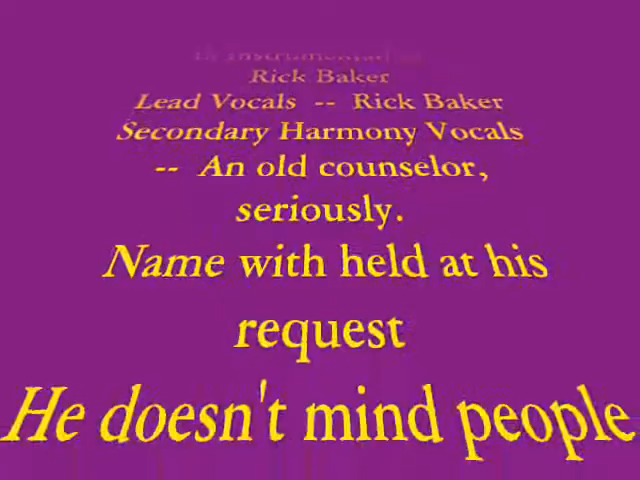 Rick Baker
Lead Vocals -- Rick Baker
Secondary Harmony Vocals
-- An old counselor,
seriously.
Name with held at his
request
He doesn't mind people